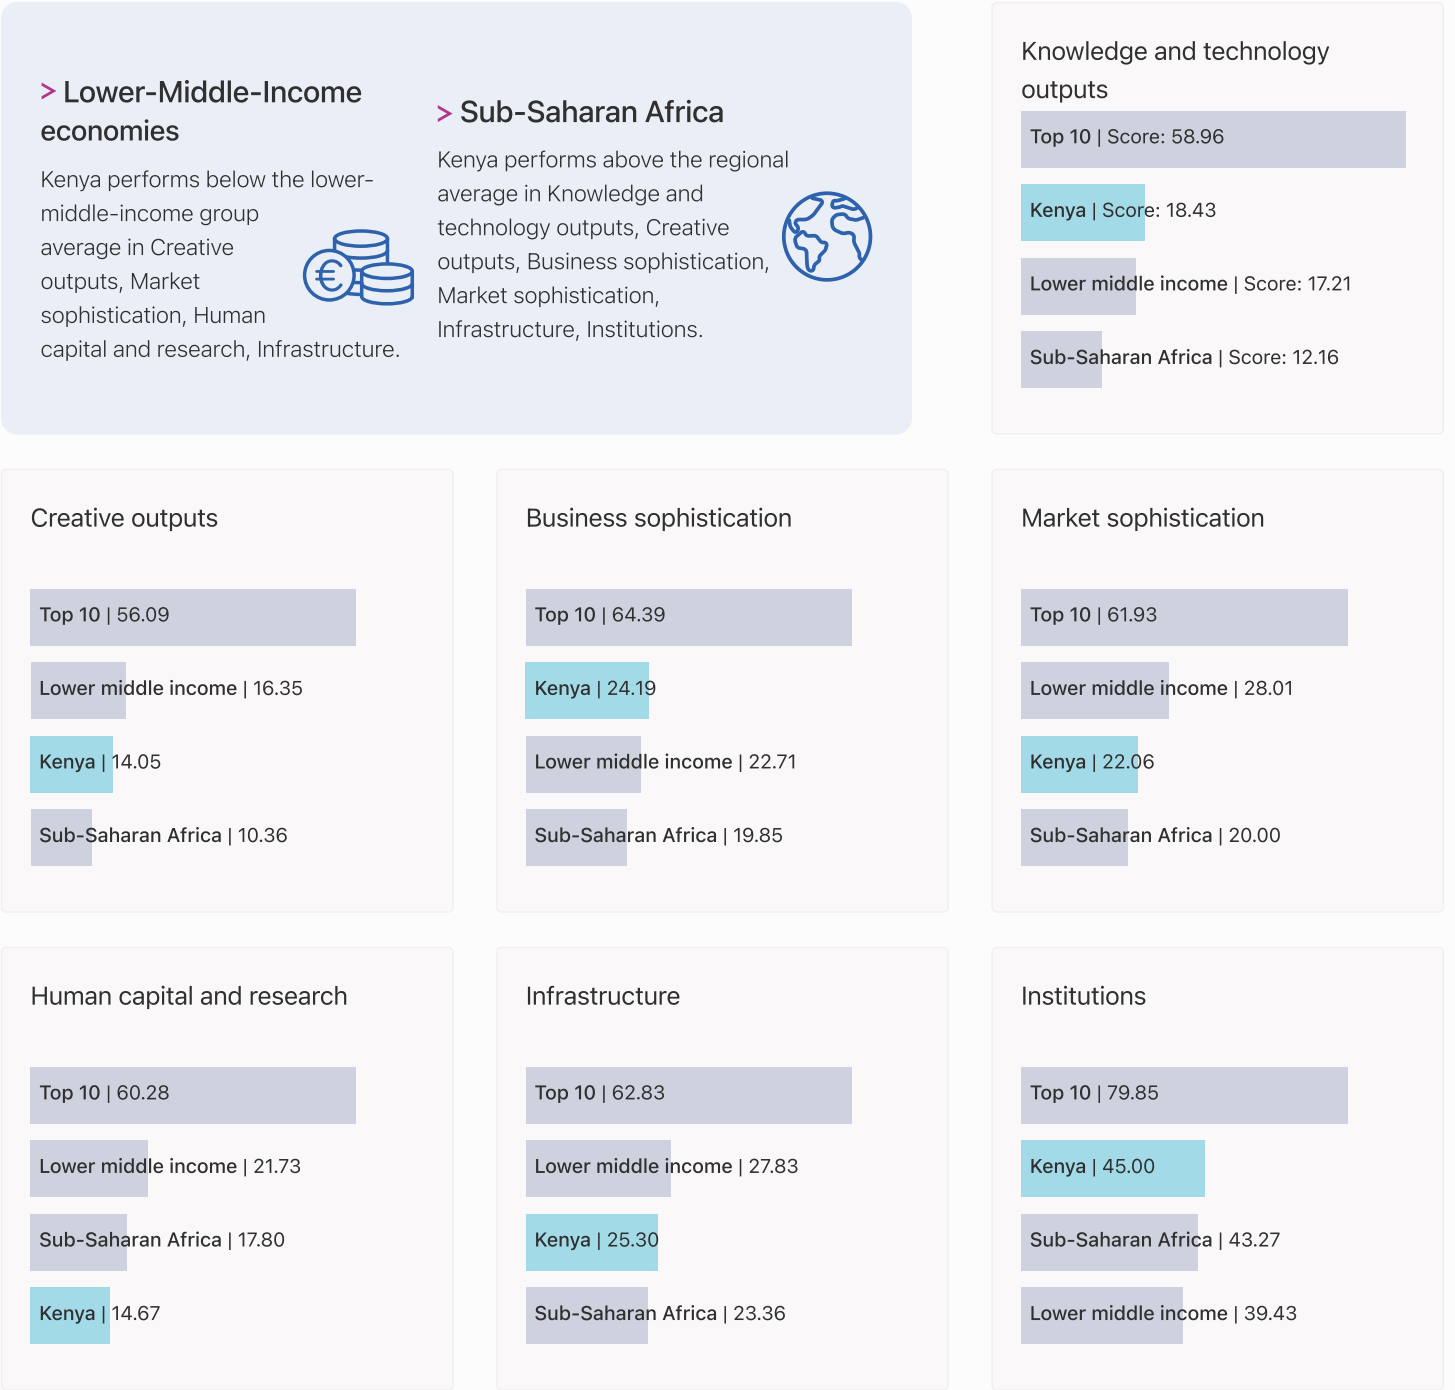 > Lower-Middle-Income
economies
Kenya performs below the lower-
middle-income group
average in Creative
outputs, Market
sophistication, Human
capital and research, Infrastructure.
> Sub-Saharan Africa
Kenya performs above the regional
average in Knowledge and
technology outputs, Creative
outputs, Business sophistication,
Market sophistication,
Infrastructure, Institutions.
Knowledge and technology
outputs
Top 10 | Score: 58.96
Kenya | Score: 18.43
Lower middle income | Score: 17.21
Sub-Saharan Africa | Score: 12.16
Creative outputs
Top 10 | 56.09
Lower middle income | 16.35
Kenya | 14.05
Sub-Saharan Africa | 10.36
Business sophistication
Top 10 | 64.39
Kenya | 24.19
Lower middle income | 22.71
Sub-Saharan Africa | 19.85
Market sophistication
Top 10 | 61.93
Lower middle income | 28.01
Kenya | 22.06
Sub-Saharan Africa | 20.00
Human capital and research
Top 10 | 60.28
Lower middle income | 21.73
Sub-Saharan Africa | 17.80
Kenya | 14.67
Infrastructure
Top 10 | 62.83
Lower middle income | 27.83
Kenya | 25.30
Sub-Saharan Africa | 23.36
Institutions
Top 10 | 79.85
Kenya | 45.00
Sub-Saharan Africa | 43.27
Lower middle income | 39.43